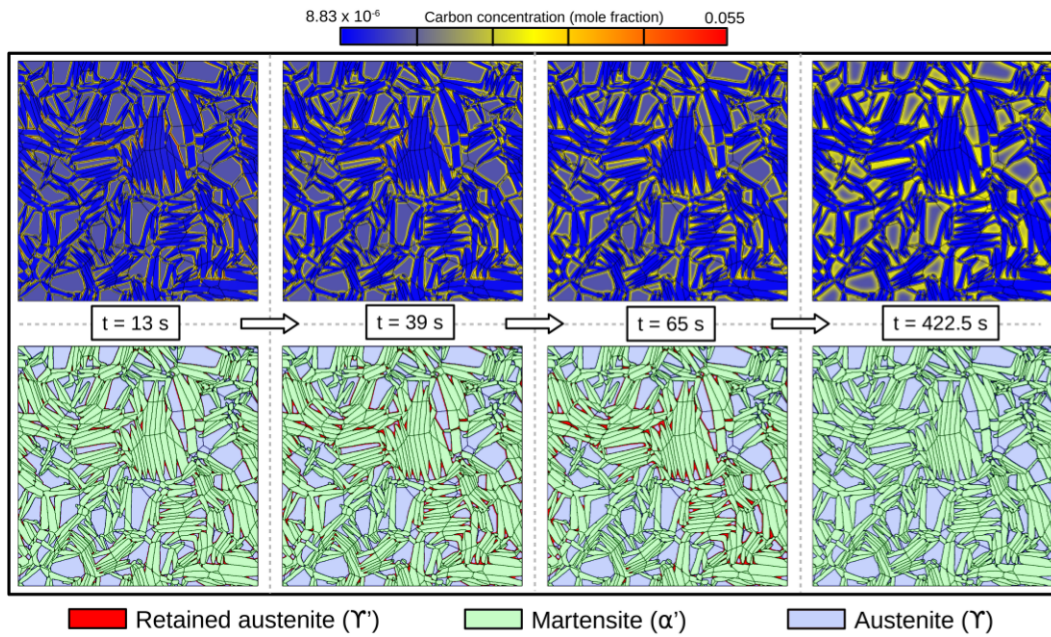 8.83 x 10⁻⁶ Carbon concentration (mole fraction) 0.055
t = 13 s t = 39 s t = 65 s t = 422.5 s
Retained austenite (ϒ') Martensite (α') Austenite (ϒ)